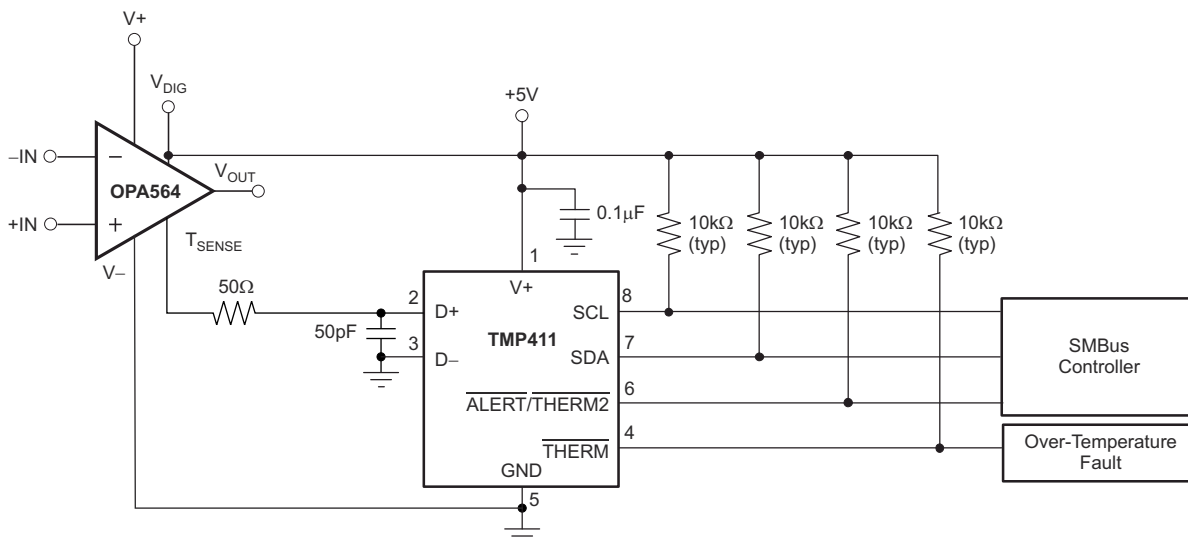 V+
V_DIG
+5V
–IN
−
OPA564
V_OUT
+IN
+
T_SENSE
V–
0.1μF
10kΩ
(typ)
10kΩ
(typ)
10kΩ
(typ)
10kΩ
(typ)
50Ω
50pF
1
V+
2
D+
3
D−
TMP411
SCL
8
SDA
7
ALERT/THERM2
6
THERM
4
GND
5
SMBus
Controller
Over-Temperature
Fault